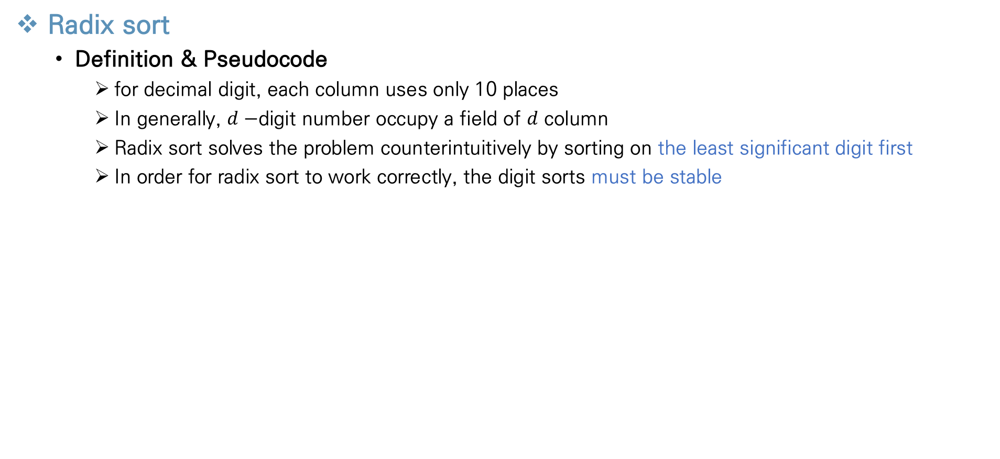 ❖ Radix sort
• Definition & Pseudocode
➢ for decimal digit, each column uses only 10 places
➢ In generally, d −digit number occupy a field of d column
➢ Radix sort solves the problem counterintuitively by sorting on the least significant digit first
➢ In order for radix sort to work correctly, the digit sorts must be stable